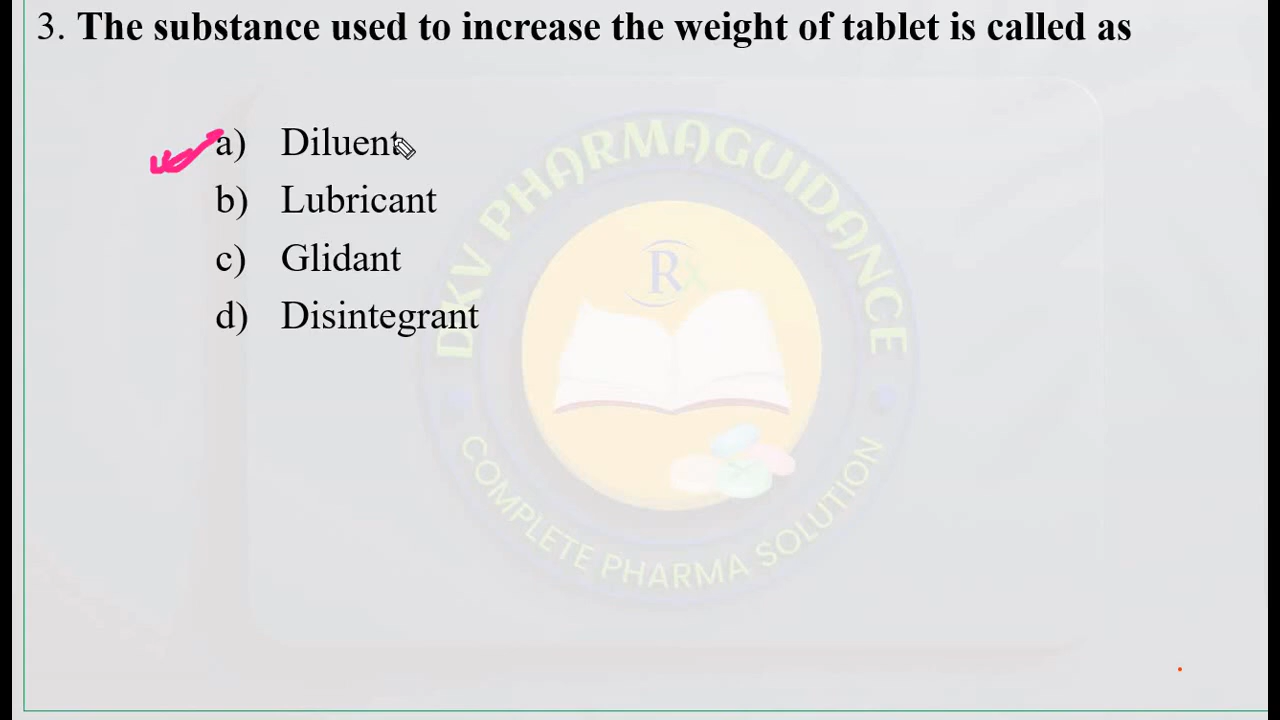 3. The substance used to increase the weight of tablet is called as
a) Diluent
b) Lubricant
c) Glidant
d) Disintegrant
DKV PHARMAGUIDANCE
Rx
COMPLETE PHARMA SOLUTION